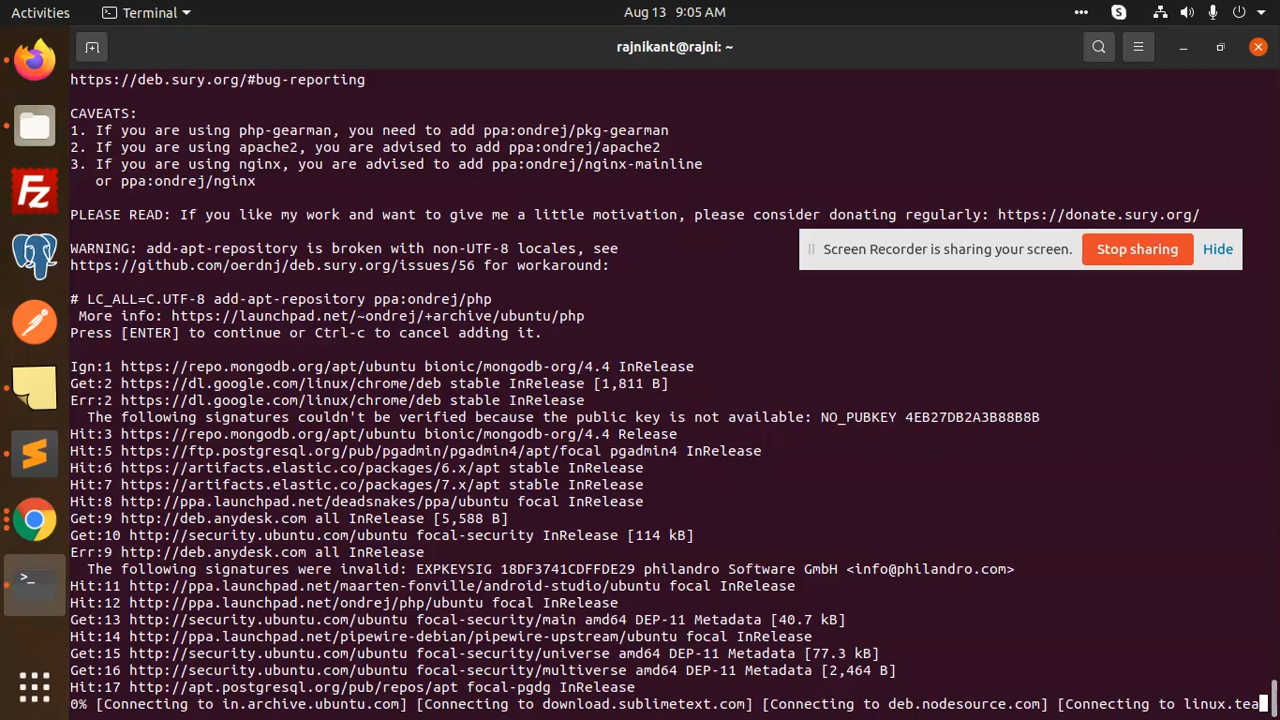 Activities
Terminal
Aug 13 9:05 AM
S
rajnikant@rajni: ~
https://deb.sury.org/#bug-reporting
CAVEATS:
1. If you are using php-gearman, you need to add ppa:ondrej/pkg-gearman
2. If you are using apache2, you are advised to add ppa:ondrej/apache2
3. If you are using nginx, you are advised to add ppa:ondrej/nginx-mainline
or ppa:ondrej/nginx
PLEASE READ: If you like my work and want to give me a little motivation, please consider donating regularly: https://donate.sury.org/
WARNING: add-apt-repository is broken with non-UTF-8 locales, see
https://github.com/oerdnj/deb.sury.org/issues/56 for workaround:
Screen Recorder is sharing your screen. Stop sharing Hide
# LC_ALL=C.UTF-8 add-apt-repository ppa:ondrej/php
More info: https://launchpad.net/~ondrej/+archive/ubuntu/php
Press [ENTER] to continue or Ctrl-c to cancel adding it.
Ign:1 https://repo.mongodb.org/apt/ubuntu bionic/mongodb-org/4.4 InRelease
Get:2 https://dl.google.com/linux/chrome/deb stable InRelease [1,811 B]
Err:2 https://dl.google.com/linux/chrome/deb stable InRelease
The following signatures couldn't be verified because the public key is not available: NO_PUBKEY 4EB27DB2A3B88B8B
Hit:3 https://repo.mongodb.org/apt/ubuntu bionic/mongodb-org/4.4 Release
Hit:5 https://ftp.postgresql.org/pub/pgadmin/pgadmin4/apt/focal pgadmin4 InRelease
Hit:6 https://artifacts.elastic.co/packages/6.x/apt stable InRelease
Hit:7 https://artifacts.elastic.co/packages/7.x/apt stable InRelease
Hit:8 http://ppa.launchpad.net/deadsnakes/ppa/ubuntu focal InRelease
Get:9 http://deb.anydesk.com all InRelease [5,588 B]
Get:10 http://security.ubuntu.com/ubuntu focal-security InRelease [114 kB]
Err:9 http://deb.anydesk.com all InRelease
The following signatures were invalid: EXPKEYSIG 18DF3741CDFFDE29 philandro Software GmbH <info@philandro.com>
Hit:11 http://ppa.launchpad.net/maarten-fonville/android-studio/ubuntu focal InRelease
Hit:12 http://ppa.launchpad.net/ondrej/php/ubuntu focal InRelease
Get:13 http://security.ubuntu.com/ubuntu focal-security/main amd64 DEP-11 Metadata [40.7 kB]
Hit:14 http://ppa.launchpad.net/pipewire-debian/pipewire-upstream/ubuntu focal InRelease
Get:15 http://security.ubuntu.com/ubuntu focal-security/universe amd64 DEP-11 Metadata [77.3 kB]
Get:16 http://security.ubuntu.com/ubuntu focal-security/multiverse amd64 DEP-11 Metadata [2,464 B]
Hit:17 http://apt.postgresql.org/pub/repos/apt focal-pgdg InRelease
0% [Connecting to in.archive.ubuntu.com] [Connecting to download.sublimetext.com] [Connecting to deb.nodesource.com] [Connecting to linux.tea
Fz
>_